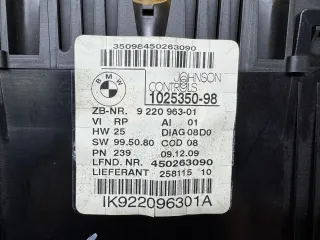 35098450263090
BMW
JOHNSON
CONTROLS
1025350-98
ZB-NR. 9 220 963-01
VI RP AI 01
HW 25 DIAG 08D0
SW 99.50.80 COD 08
PN 239 09.12.09
LFND. NR. 450263090
LIEFERANT 258115 10
IK922096301A